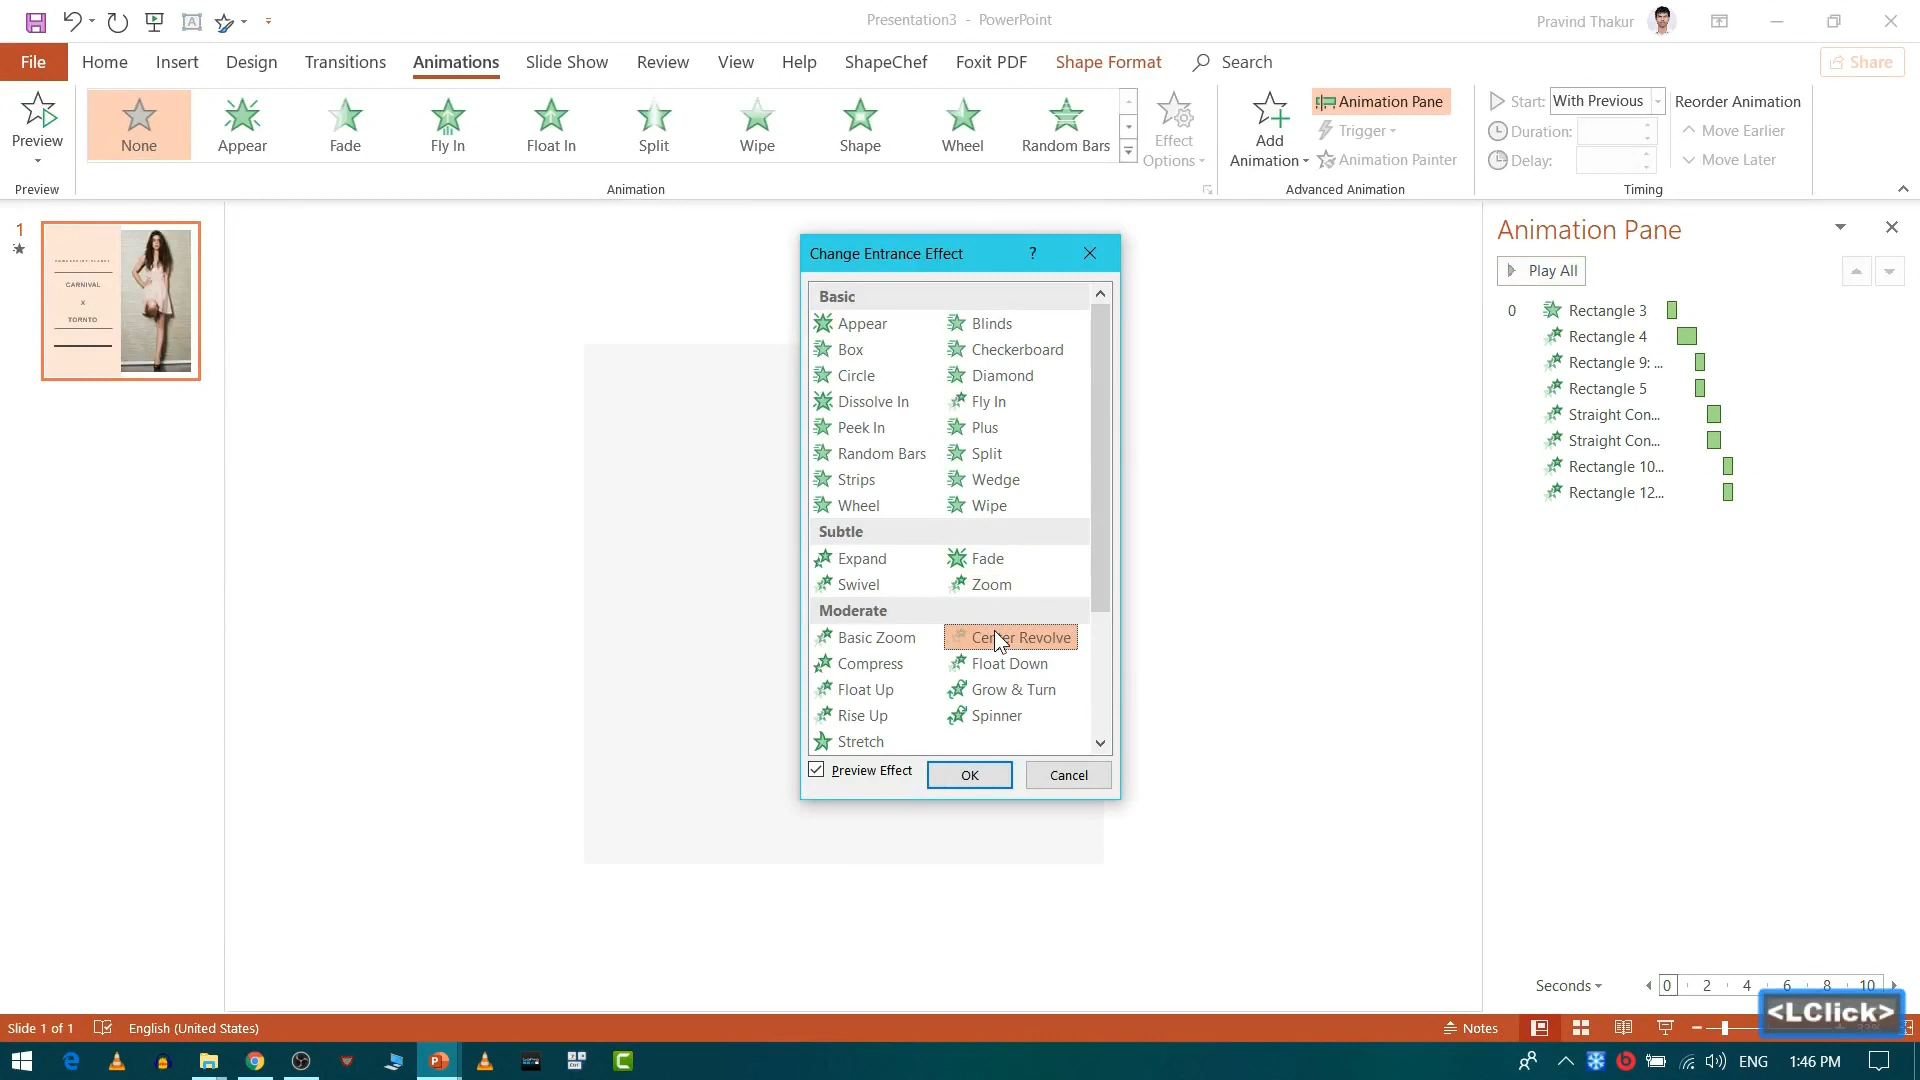 Presentation3 - PowerPoint
Pravind Thakur
File
Home
Insert
Design
Transitions
Animations
Slide Show
Review
View
Help
ShapeChef
Foxit PDF
Shape Format
Search
Share
Preview
None
Appear
Fade
Fly In
Float In
Split
Wipe
Shape
Wheel
Random Bars
Effect
Options
Add
Animation
Animation Pane
Trigger
Animation Painter
Start: With Previous
Duration:
Delay:
Reorder Animation
Move Earlier
Move Later
Preview
Animation
Advanced Animation
Timing
1
CARNIVAL
X
TORNTO
Change Entrance Effect ?
Basic
Appear Blinds
Box Checkerboard
Circle Diamond
Dissolve In Fly In
Peek In Plus
Random Bars Split
Strips Wedge
Wheel Wipe
Subtle
Expand Fade
Swivel Zoom
Moderate
Basic Zoom Center Revolve
Compress Float Down
Float Up Grow & Turn
Rise Up Spinner
Stretch
Preview Effect OK Cancel
Animation Pane
Play All
0 Rectangle 3
Rectangle 4
Rectangle 9: ...
Rectangle 5
Straight Con...
Straight Con...
Rectangle 10...
Rectangle 12...
Seconds 0 2 4 6 8 10
<LClick>
Slide 1 of 1 English (United States) Notes
ENG 1:46 PM